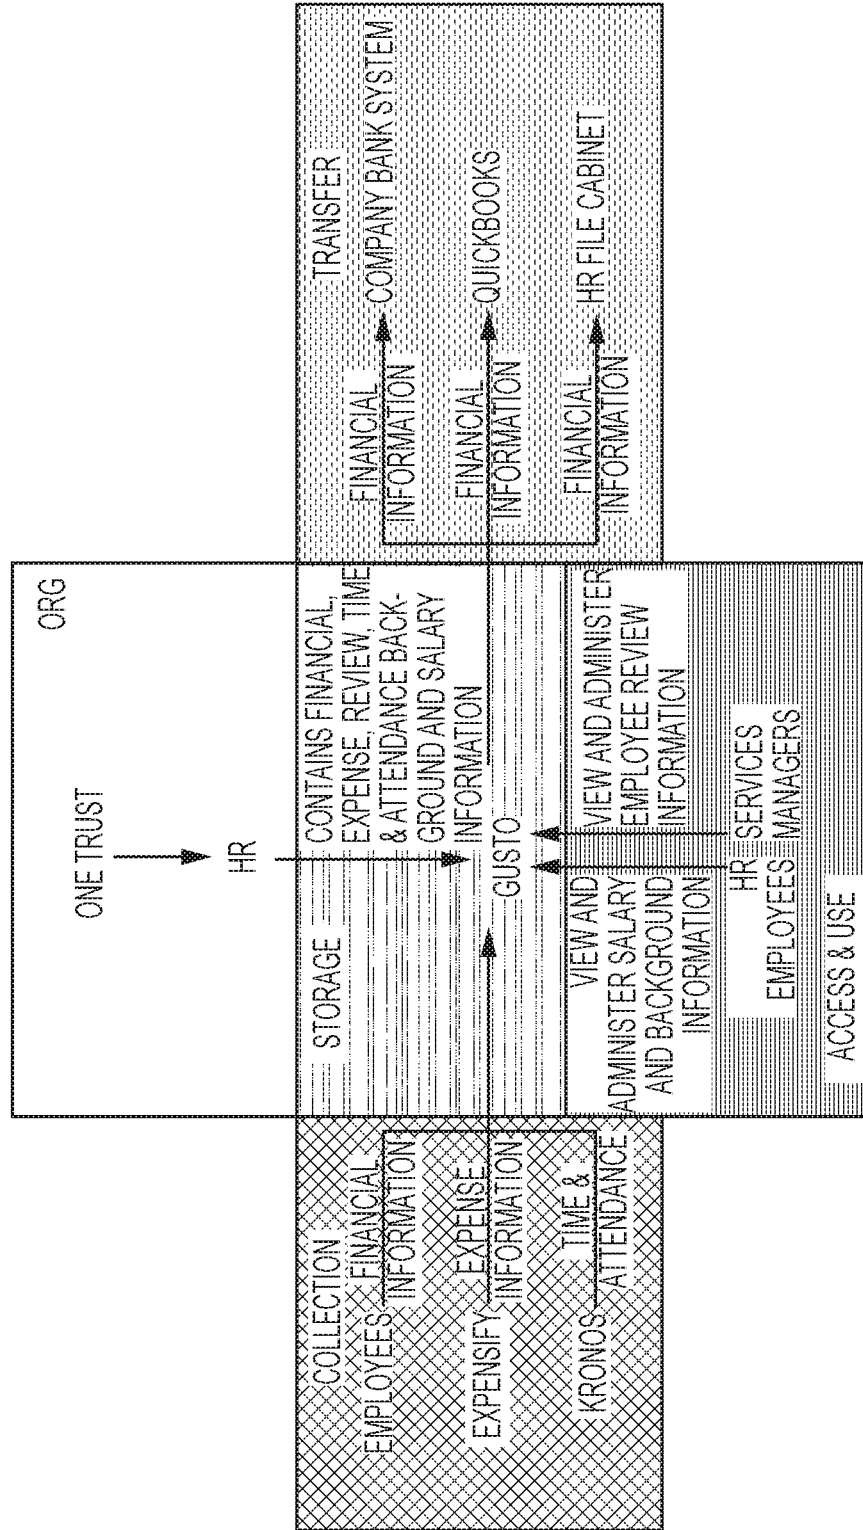 ORG
ONE TRUST
HR
COLLECTION
EMPLOYEES
FINANCIAL
INFORMATION
EXPENSIFY
EXPENSE
INFORMATION
KRONOS
TIME &
ATTENDANCE
STORAGE
CONTAINS FINANCIAL,
EXPENSE, REVIEW, TIME
& ATTENDANCE BACK-
GROUND AND SALARY
INFORMATION
GUSTO
TRANSFER
FINANCIAL
INFORMATION
COMPANY BANK SYSTEM
FINANCIAL
INFORMATION
QUICKBOOKS
FINANCIAL
INFORMATION
HR FILE CABINET
VIEW AND
ADMINISTER SALARY
AND BACKGROUND
INFORMATION
VIEW AND ADMINISTER
EMPLOYEE REVIEW
INFORMATION
HR
EMPLOYEES
SERVICES
MANAGERS
ACCESS & USE